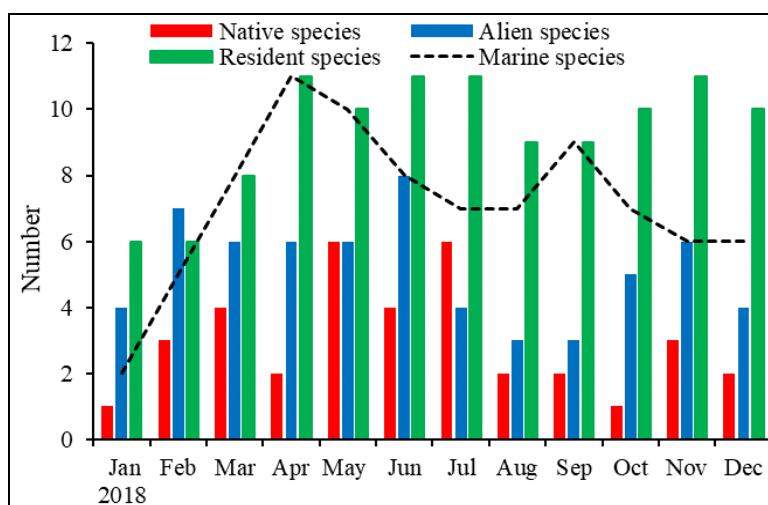 Native species
Alien species
Resident species
Marine species
12
10
8
6
4
2
0
Number
Jan Feb Mar Apr May Jun Jul Aug Sep Oct Nov Dec
2018